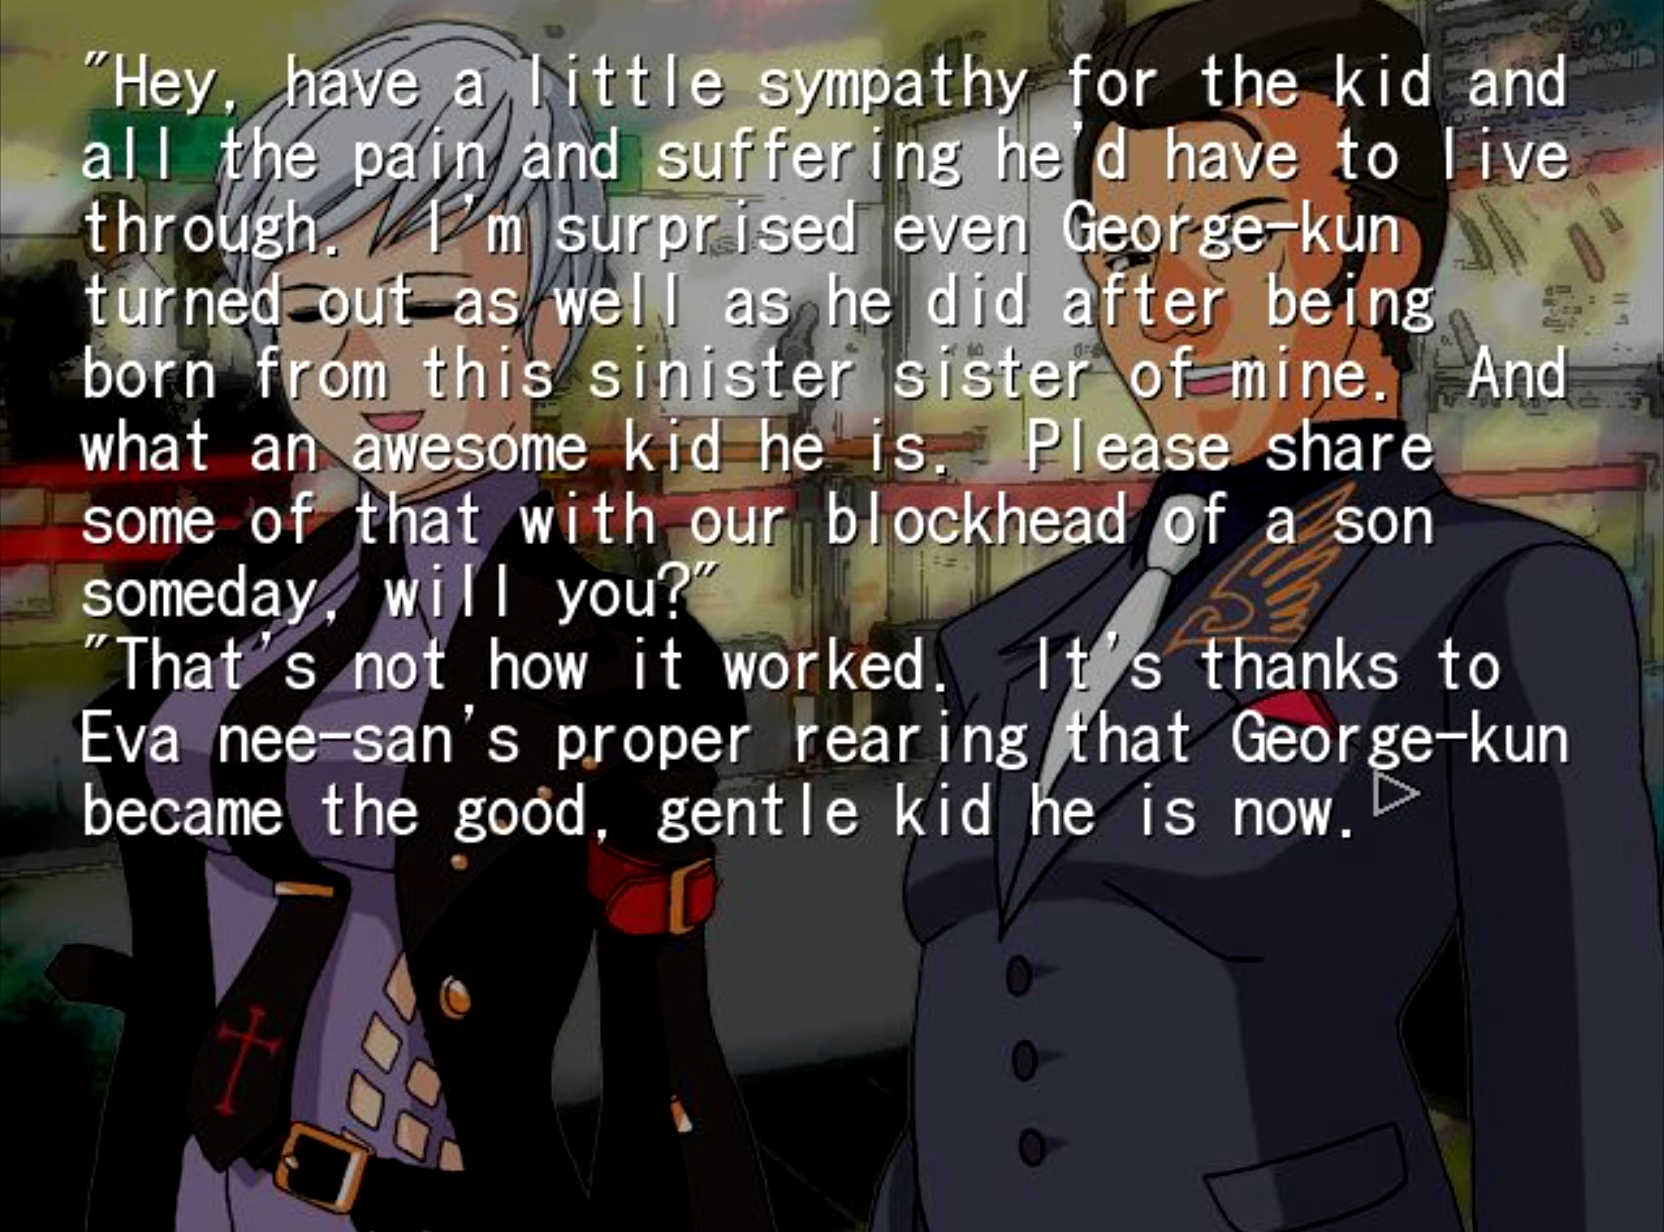 "Hey, have a little sympathy for the kid and
all the pain and suffering he'd have to live
through.  I'm surprised even George-kun
turned out as well as he did after being
born from this sinister sister of mine.  And
what an awesome kid he is.  Please share
some of that with our blockhead of a son
someday, will you?"
"That's not how it worked.  It's thanks to
Eva nee-san's proper rearing that George-kun
became the good, gentle kid he is now.